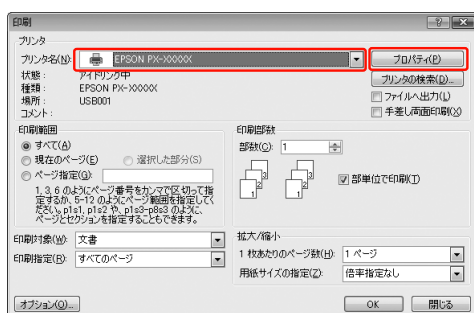 印刷
プリンタ
プリンタ名(N): EPSON PX-XXXXX プロパティ(P)
状態： アイドリング中 プリンタの検索(D)...
種類： EPSON PX-XXXXX
場所： USB001 ファイルへ出力(L)
コメント： 手差し両面印刷(X)
印刷範囲
すべて(A)
現在のページ(E) 選択した部分(S)
ページ指定(G):
1,3,6 のようにページ番号をカンマで区切って指
定するか、5-12 のようにページ範囲を指定してく
ださい。p1s1, p1s2 や、p1s3-p8s3 のように、
ページとセクションを指定することもできます。
印刷部数
部数(C): 1
1 1 2 2 3 3
部単位で印刷(T)
印刷対象(W): 文書
印刷指定(R): すべてのページ
拡大/縮小
1 枚あたりのページ数(H): 1 ページ
用紙サイズの指定(Z): 倍率指定なし
オプション(O)... OK 閉じる